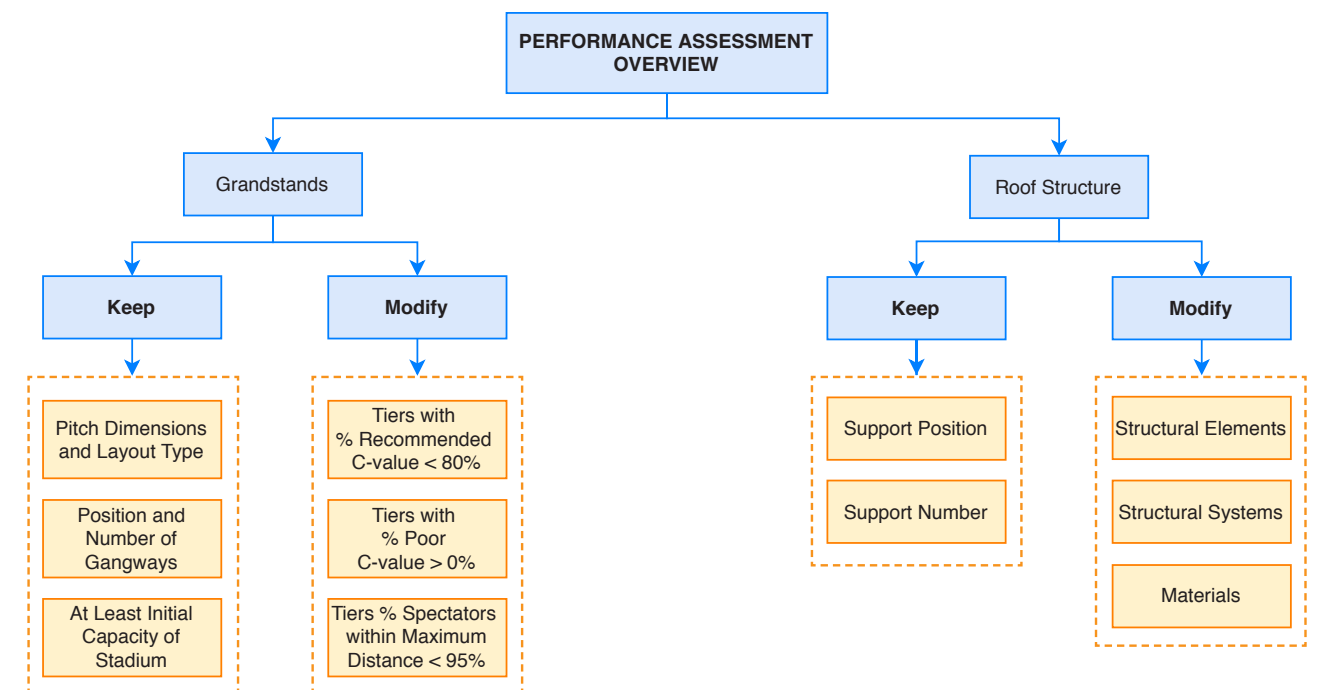 PERFORMANCE ASSESSMENT
OVERVIEW
Grandstands
Roof Structure
Keep
Modify
Keep
Modify
Pitch Dimensions
and Layout Type
Position and
Number of
Gangways
At Least Initial
Capacity of
Stadium
Tiers with
% Recommended
C-value < 80%
Tiers with
% Poor
C-value > 0%
Tiers % Spectators
within Maximum
Distance < 95%
Support Position
Support Number
Structural Elements
Structural Systems
Materials